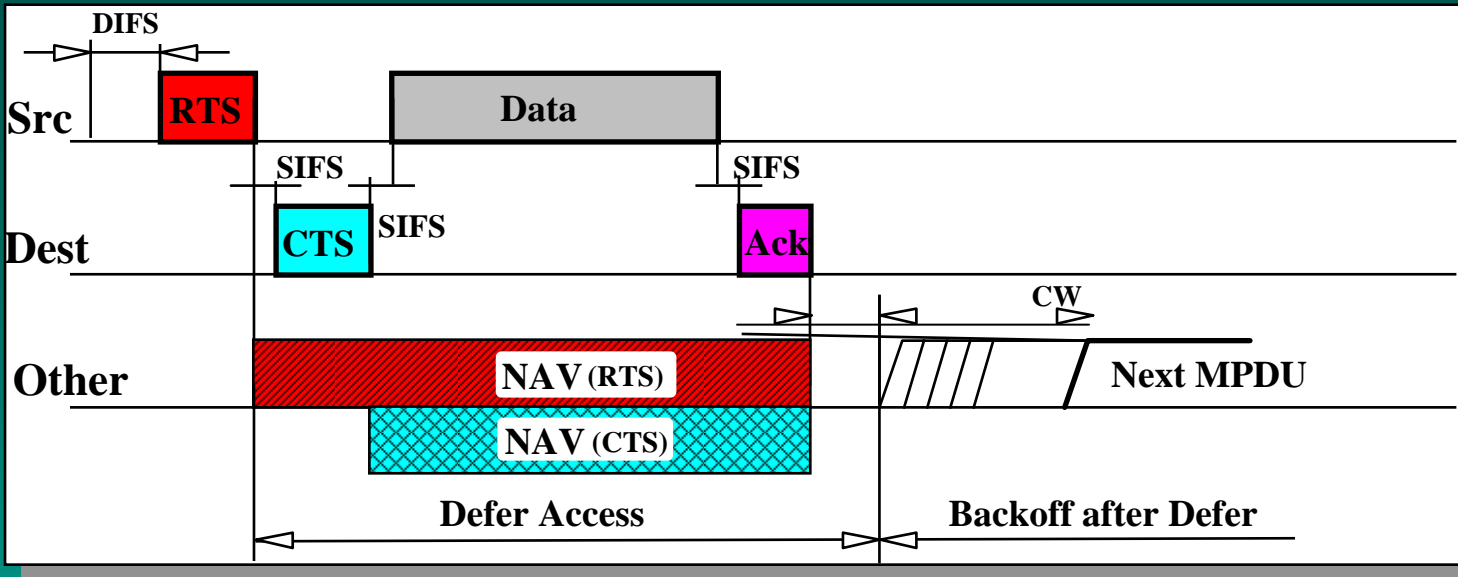 DIFS
Src
RTS
Data
SIFS
SIFS
Dest
CTS
SIFS
Ack
CW
Other
NAV (RTS)
Next MPDU
NAV (CTS)
Defer Access
Backoff after Defer